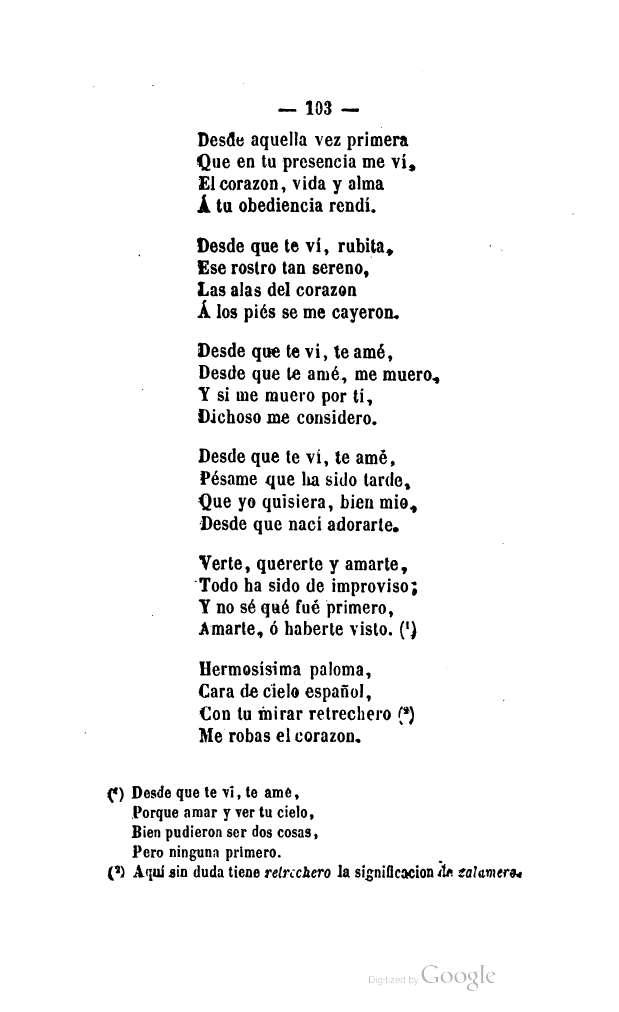 — 103 —
Desde aquella vez primera
Que en tu presencia me ví,
El corazon, vida y alma
Á tu obediencia rendí.
Desde que te ví, rubita,
Ese rostro tan sereno,
Las alas del corazon
Á los piés se me cayeron.
Desde que te vi, te amé,
Desde que te amé, me muero,
Y si me muero por ti,
Dichoso me considero.
Desde que te ví, te amé,
Pésame que ha sido tarde,
Que yo quisiera, bien mio,
Desde que nací adorarte.
Verte, quererte y amarte,
Todo ha sido de improviso;
Y no sé qué fué primero,
Amarte, ó haberte visto. (¹)
Hermosísima paloma,
Cara de cielo español,
Con tu mirar retrechero (²)
Me robas el corazon.
(¹) Desde que te ví, te amé,
Porque amar y ver tu cielo,
Bien pudieron ser dos cosas,
Pero ninguna primero.
(²) Aquí sin duda tiene retrechero la significacion de zalamero.
Digitized by Google